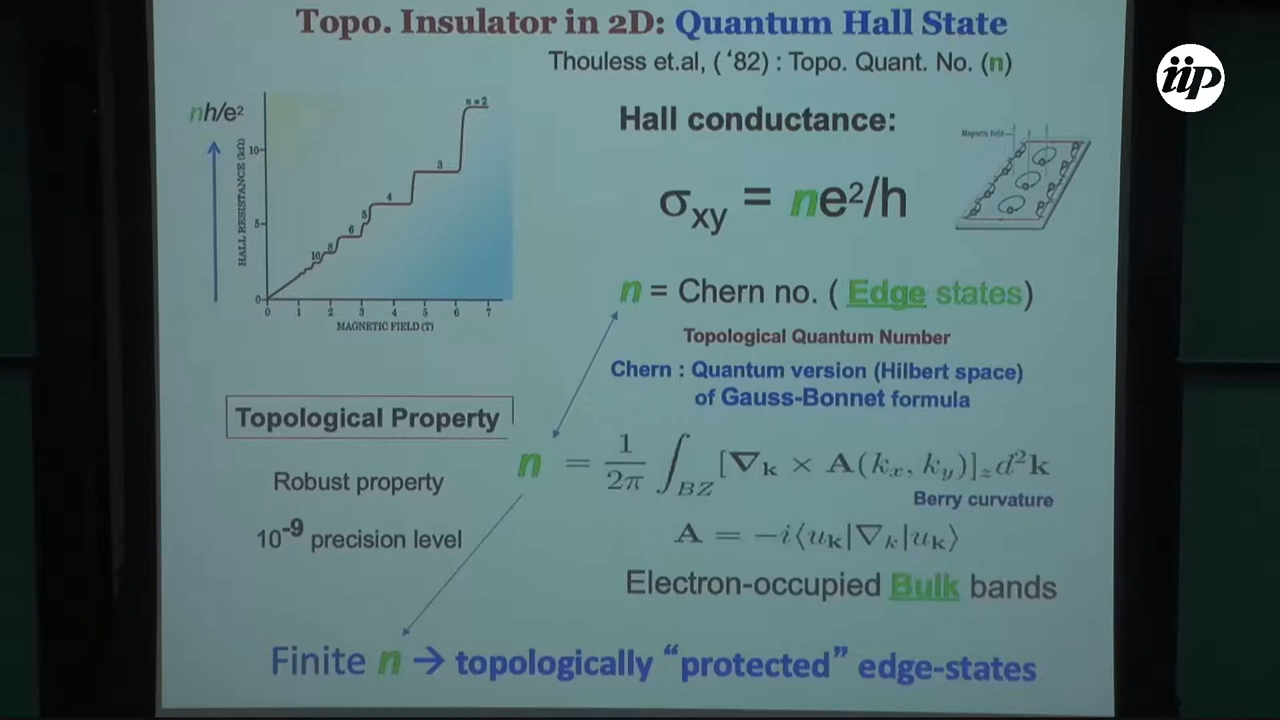 Topo. Insulator in 2D: Quantum Hall State
Thouless et.al, ( ‘82) : Topo. Quant. No. (n)
iip
nh/e²
HALL RESISTANCE (kΩ)
10
5
0
n = 2
3
4
5
6
8
10
0 1 2 3 4 5 6 7
MAGNETIC FIELD (T)
Hall conductance:
Magnetic Field
σxy = ne²/h
n = Chern no. ( Edge states)
Topological Quantum Number
Chern : Quantum version (Hilbert space)
of Gauss-Bonnet formula
Topological Property
Robust property
10⁻⁹ precision level
n = 1/2π ∫BZ [∇k × A(kx, ky)]z d²k
Berry curvature
A = −i⟨uk|∇k|uk⟩
Electron-occupied Bulk bands
Finite n → topologically “protected” edge-states